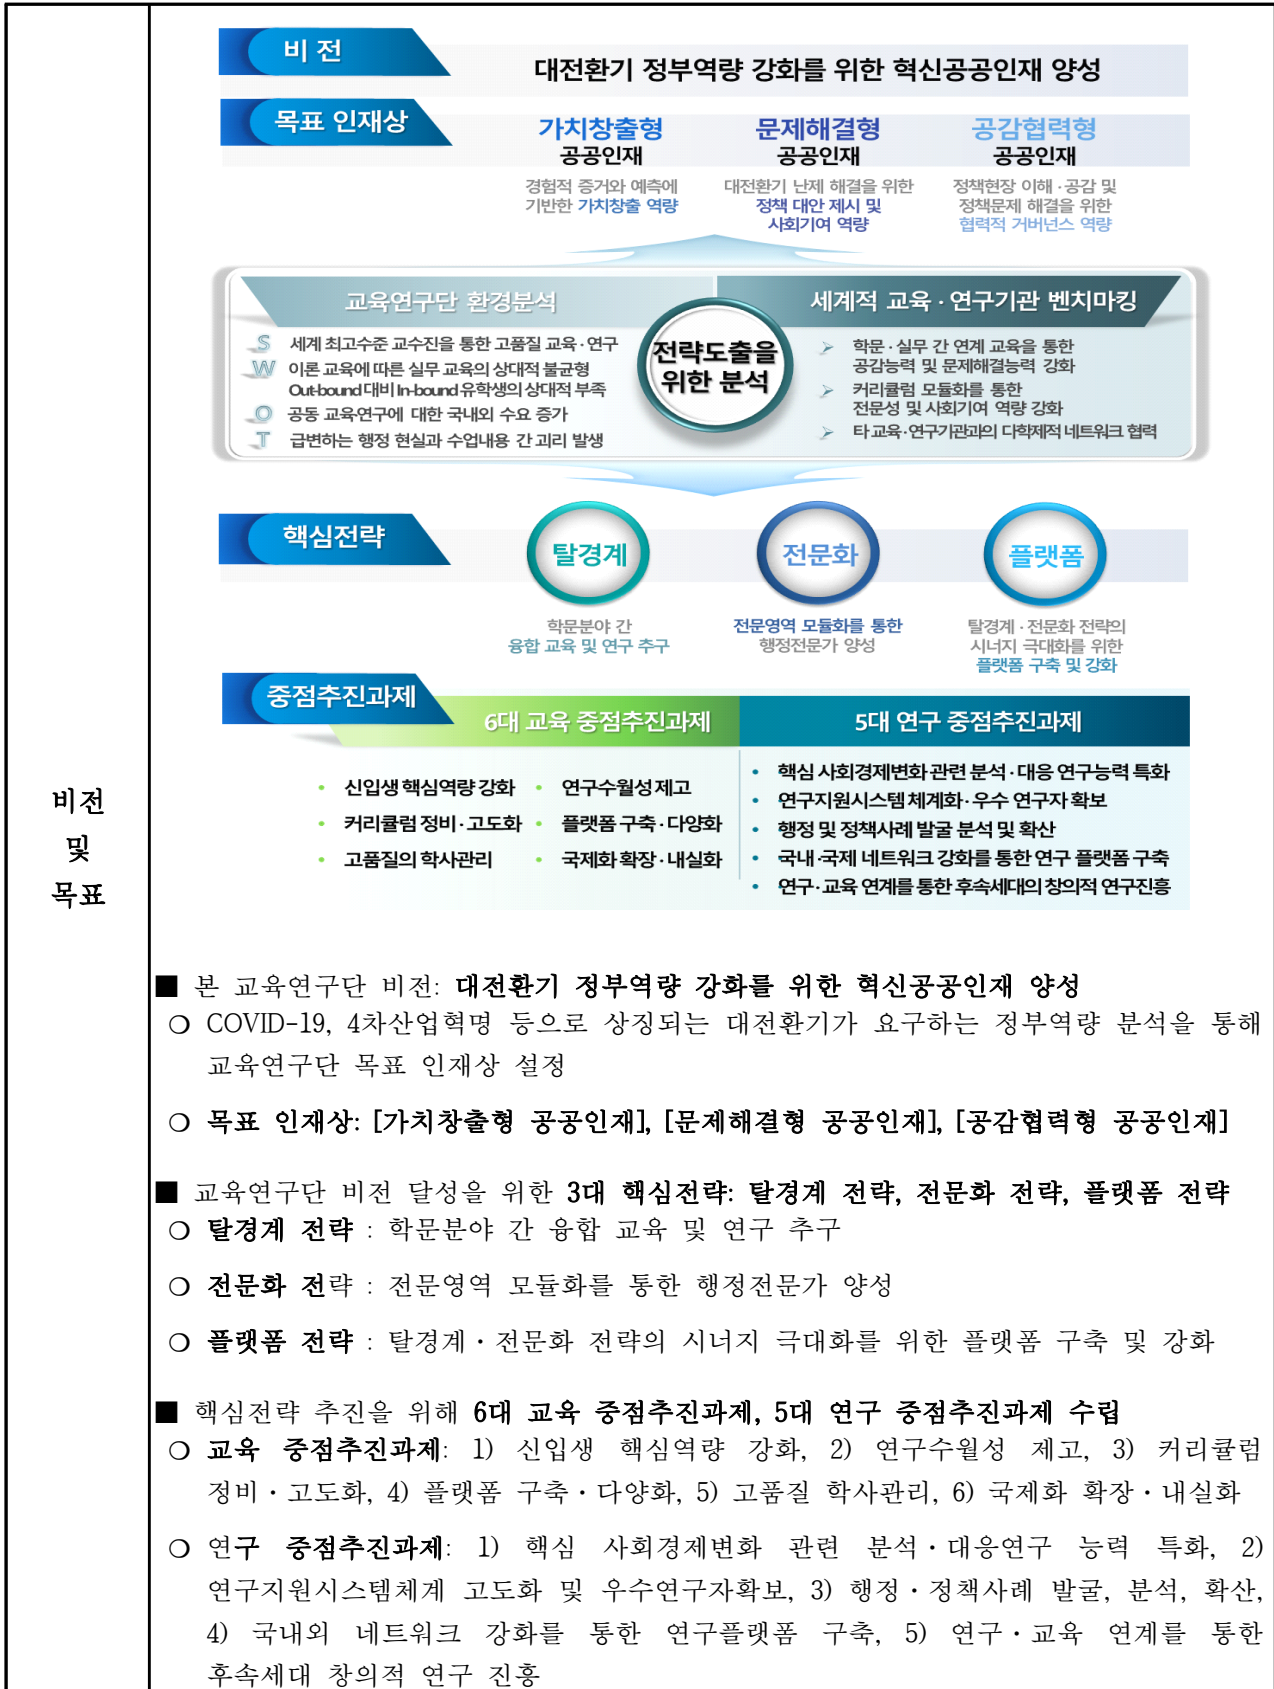 비전
및
목표
비 전
대전환기 정부역량 강화를 위한 혁신공공인재 양성
목표 인재상
가치창출형
공공인재
경험적 증거와 예측에
기반한 가치창출 역량
문제해결형
공공인재
대전환기 난제 해결을 위한
정책 대안 제시 및
사회기여 역량
공감협력형
공공인재
정책현장 이해·공감 및
정책문제 해결을 위한
협력적 거버넌스 역량
교육연구단 환경분석
S 세계 최고수준 교수진을 통한 고품질 교육·연구
W 이론 교육에 따른 실무 교육의 상대적 불균형
Out-bound 대비 In-bound 유학생의 상대적 부족
O 공동 교육연구에 대한 국내외 수요 증가
T 급변하는 행정 현실과 수업내용 간 괴리 발생
전략도출을
위한 분석
세계적 교육·연구기관 벤치마킹
➢ 학문·실무 간 연계 교육을 통한
공감능력 및 문제해결능력 강화
➢ 커리큘럼 모듈화를 통한
전문성 및 사회기여 역량 강화
➢ 타 교육·연구기관과의 다학제적 네트워크 협력
핵심전략
탈경계
학문분야 간
융합 교육 및 연구 추구
전문화
전문영역 모듈화를 통한
행정전문가 양성
플랫폼
탈경계·전문화 전략의
시너지 극대화를 위한
플랫폼 구축 및 강화
중점추진과제
6대 교육 중점추진과제
• 신입생 핵심역량 강화
• 커리큘럼 정비·고도화
• 고품질의 학사관리
• 연구수월성 제고
• 플랫폼 구축·다양화
• 국제화 확장·내실화
5대 연구 중점추진과제
• 핵심 사회경제변화 관련 분석·대응 연구능력 특화
• 연구지원시스템 체계화·우수 연구자 확보
• 행정 및 정책사례 발굴 분석 및 확산
• 국내·국제 네트워크 강화를 통한 연구 플랫폼 구축
• 연구·교육 연계를 통한 후속세대의 창의적 연구진흥
■ 본 교육연구단 비전: 대전환기 정부역량 강화를 위한 혁신공공인재 양성
❍ COVID-19, 4차산업혁명 등으로 상징되는 대전환기가 요구하는 정부역량 분석을 통해
교육연구단 목표 인재상 설정
❍ 목표 인재상: [가치창출형 공공인재], [문제해결형 공공인재], [공감협력형 공공인재]
■ 교육연구단 비전 달성을 위한 3대 핵심전략: 탈경계 전략, 전문화 전략, 플랫폼 전략
❍ 탈경계 전략 : 학문분야 간 융합 교육 및 연구 추구
❍ 전문화 전략 : 전문영역 모듈화를 통한 행정전문가 양성
❍ 플랫폼 전략 : 탈경계・전문화 전략의 시너지 극대화를 위한 플랫폼 구축 및 강화
■ 핵심전략 추진을 위해 6대 교육 중점추진과제, 5대 연구 중점추진과제 수립
❍ 교육 중점추진과제: 1) 신입생 핵심역량 강화, 2) 연구수월성 제고, 3) 커리큘럼
정비・고도화, 4) 플랫폼 구축・다양화, 5) 고품질 학사관리, 6) 국제화 확장・내실화
❍ 연구 중점추진과제: 1) 핵심 사회경제변화 관련 분석・대응연구 능력 특화, 2)
연구지원시스템체계 고도화 및 우수연구자확보, 3) 행정・정책사례 발굴, 분석, 확산,
4) 국내외 네트워크 강화를 통한 연구플랫폼 구축, 5) 연구・교육 연계를 통한
후속세대 창의적 연구 진흥